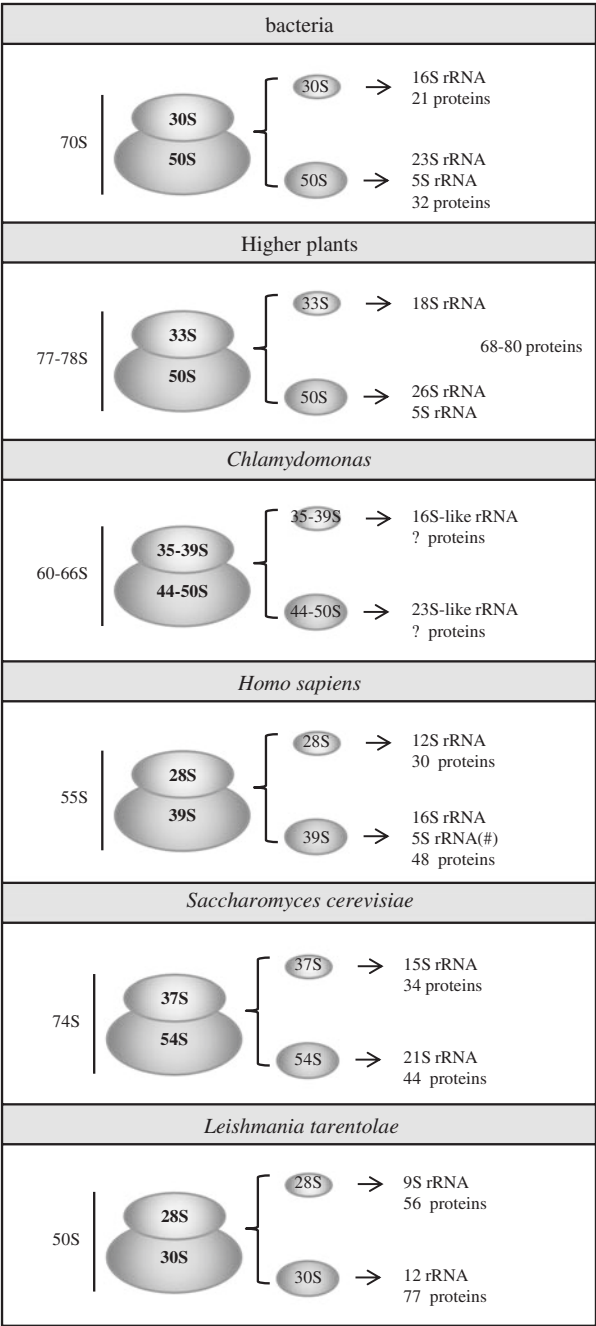 bacteria
70S
30S
50S
30S
16S rRNA
21 proteins
50S
23S rRNA
5S rRNA
32 proteins
Higher plants
77-78S
33S
50S
33S
18S rRNA
68-80 proteins
50S
26S rRNA
5S rRNA
Chlamydomonas
60-66S
35-39S
44-50S
35-39S
16S-like rRNA
? proteins
44-50S
23S-like rRNA
? proteins
Homo sapiens
55S
28S
39S
28S
12S rRNA
30 proteins
39S
16S rRNA
5S rRNA(#)
48 proteins
Saccharomyces cerevisiae
74S
37S
54S
37S
15S rRNA
34 proteins
54S
21S rRNA
44 proteins
Leishmania tarentolae
50S
28S
30S
28S
9S rRNA
56 proteins
30S
12 rRNA
77 proteins